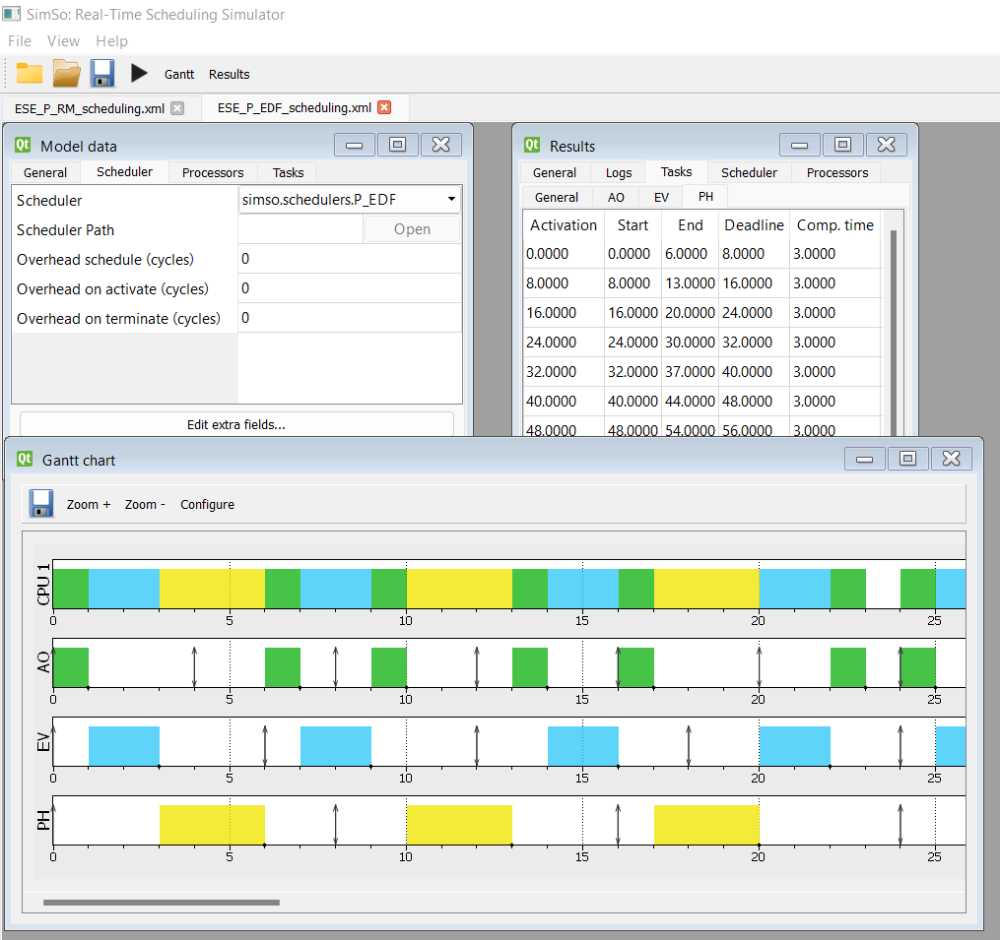 SimSo: Real-Time Scheduling Simulator
File View Help
Gantt Results
ESE_P_RM_scheduling.xml ESE_P_EDF_scheduling.xml
Qt Model data
General Scheduler Processors Tasks
Scheduler simso.schedulers.P_EDF
Scheduler Path Open
Overhead schedule (cycles) 0
Overhead on activate (cycles) 0
Overhead on terminate (cycles) 0
Edit extra fields...
Qt Results
General Logs Tasks Scheduler Processors
General AO EV PH
Activation Start End Deadline Comp. time
0.0000 0.0000 6.0000 8.0000 3.0000
8.0000 8.0000 13.0000 16.0000 3.0000
16.0000 16.0000 20.0000 24.0000 3.0000
24.0000 24.0000 30.0000 32.0000 3.0000
32.0000 32.0000 37.0000 40.0000 3.0000
40.0000 40.0000 44.0000 48.0000 3.0000
48.0000 48.0000 54.0000 56.0000 3.0000
Qt Gantt chart
Zoom + Zoom - Configure
CPU 1
0 5 10 15 20 25
AO
0 5 10 15 20 25
EV
0 5 10 15 20 25
PH
0 5 10 15 20 25